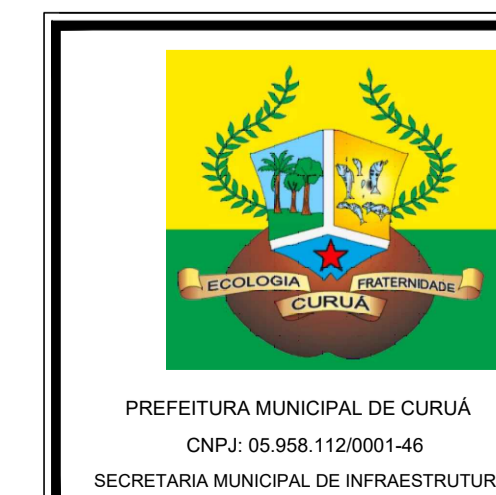 ECOLOGIA
FRATERNIDADE
CURUÁ
PREFEITURA MUNICIPAL DE CURUÁ
CNPJ: 05.958.112/0001-46
SECRETARIA MUNICIPAL DE INFRAESTRUTUR